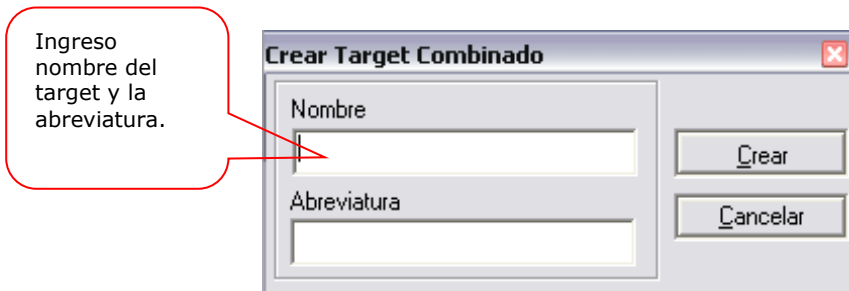 Ingreso
nombre del
target y la
abreviatura.
Crear Target Combinado
Nombre
Crear
Abreviatura
Cancelar